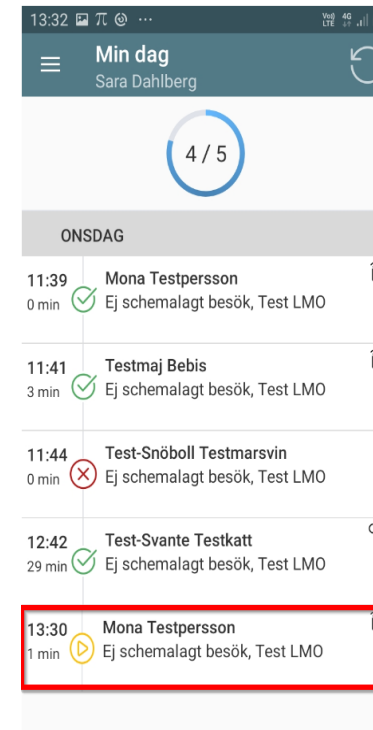 13:32 π ... Voo) 4G
LTE
Min dag
Sara Dahlberg
4 / 5
ONSDAG
11:39 Mona Testpersson
0 min Ej schemalagt besök, Test LMO
11:41 Testmaj Bebis
3 min Ej schemalagt besök, Test LMO
11:44 Test-Snöboll Testmarsvin
0 min Ej schemalagt besök, Test LMO
12:42 Test-Svante Testkatt
29 min Ej schemalagt besök, Test LMO
13:30 Mona Testpersson
1 min Ej schemalagt besök, Test LMO